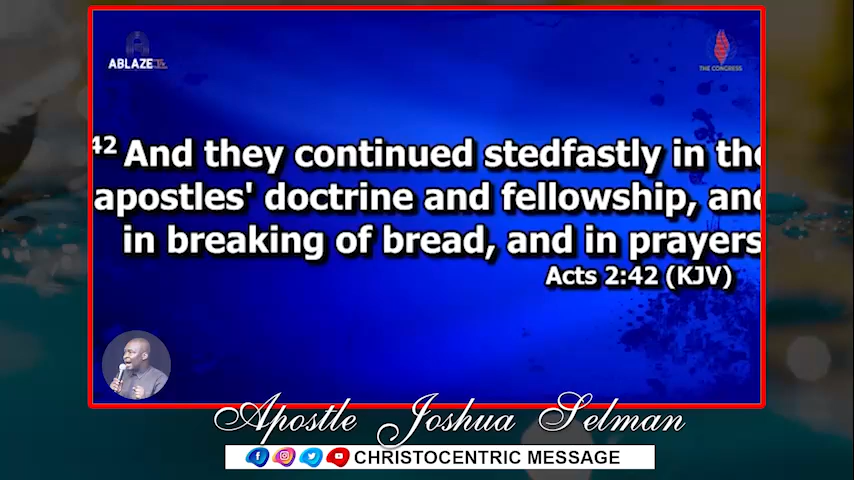 ABLAZE Tv
THE CONGRESS
42 And they continued stedfastly in the
apostles' doctrine and fellowship, and
in breaking of bread, and in prayers
Acts 2:42 (KJV)
Apostle Joshua Selman
CHRISTOCENTRIC MESSAGE